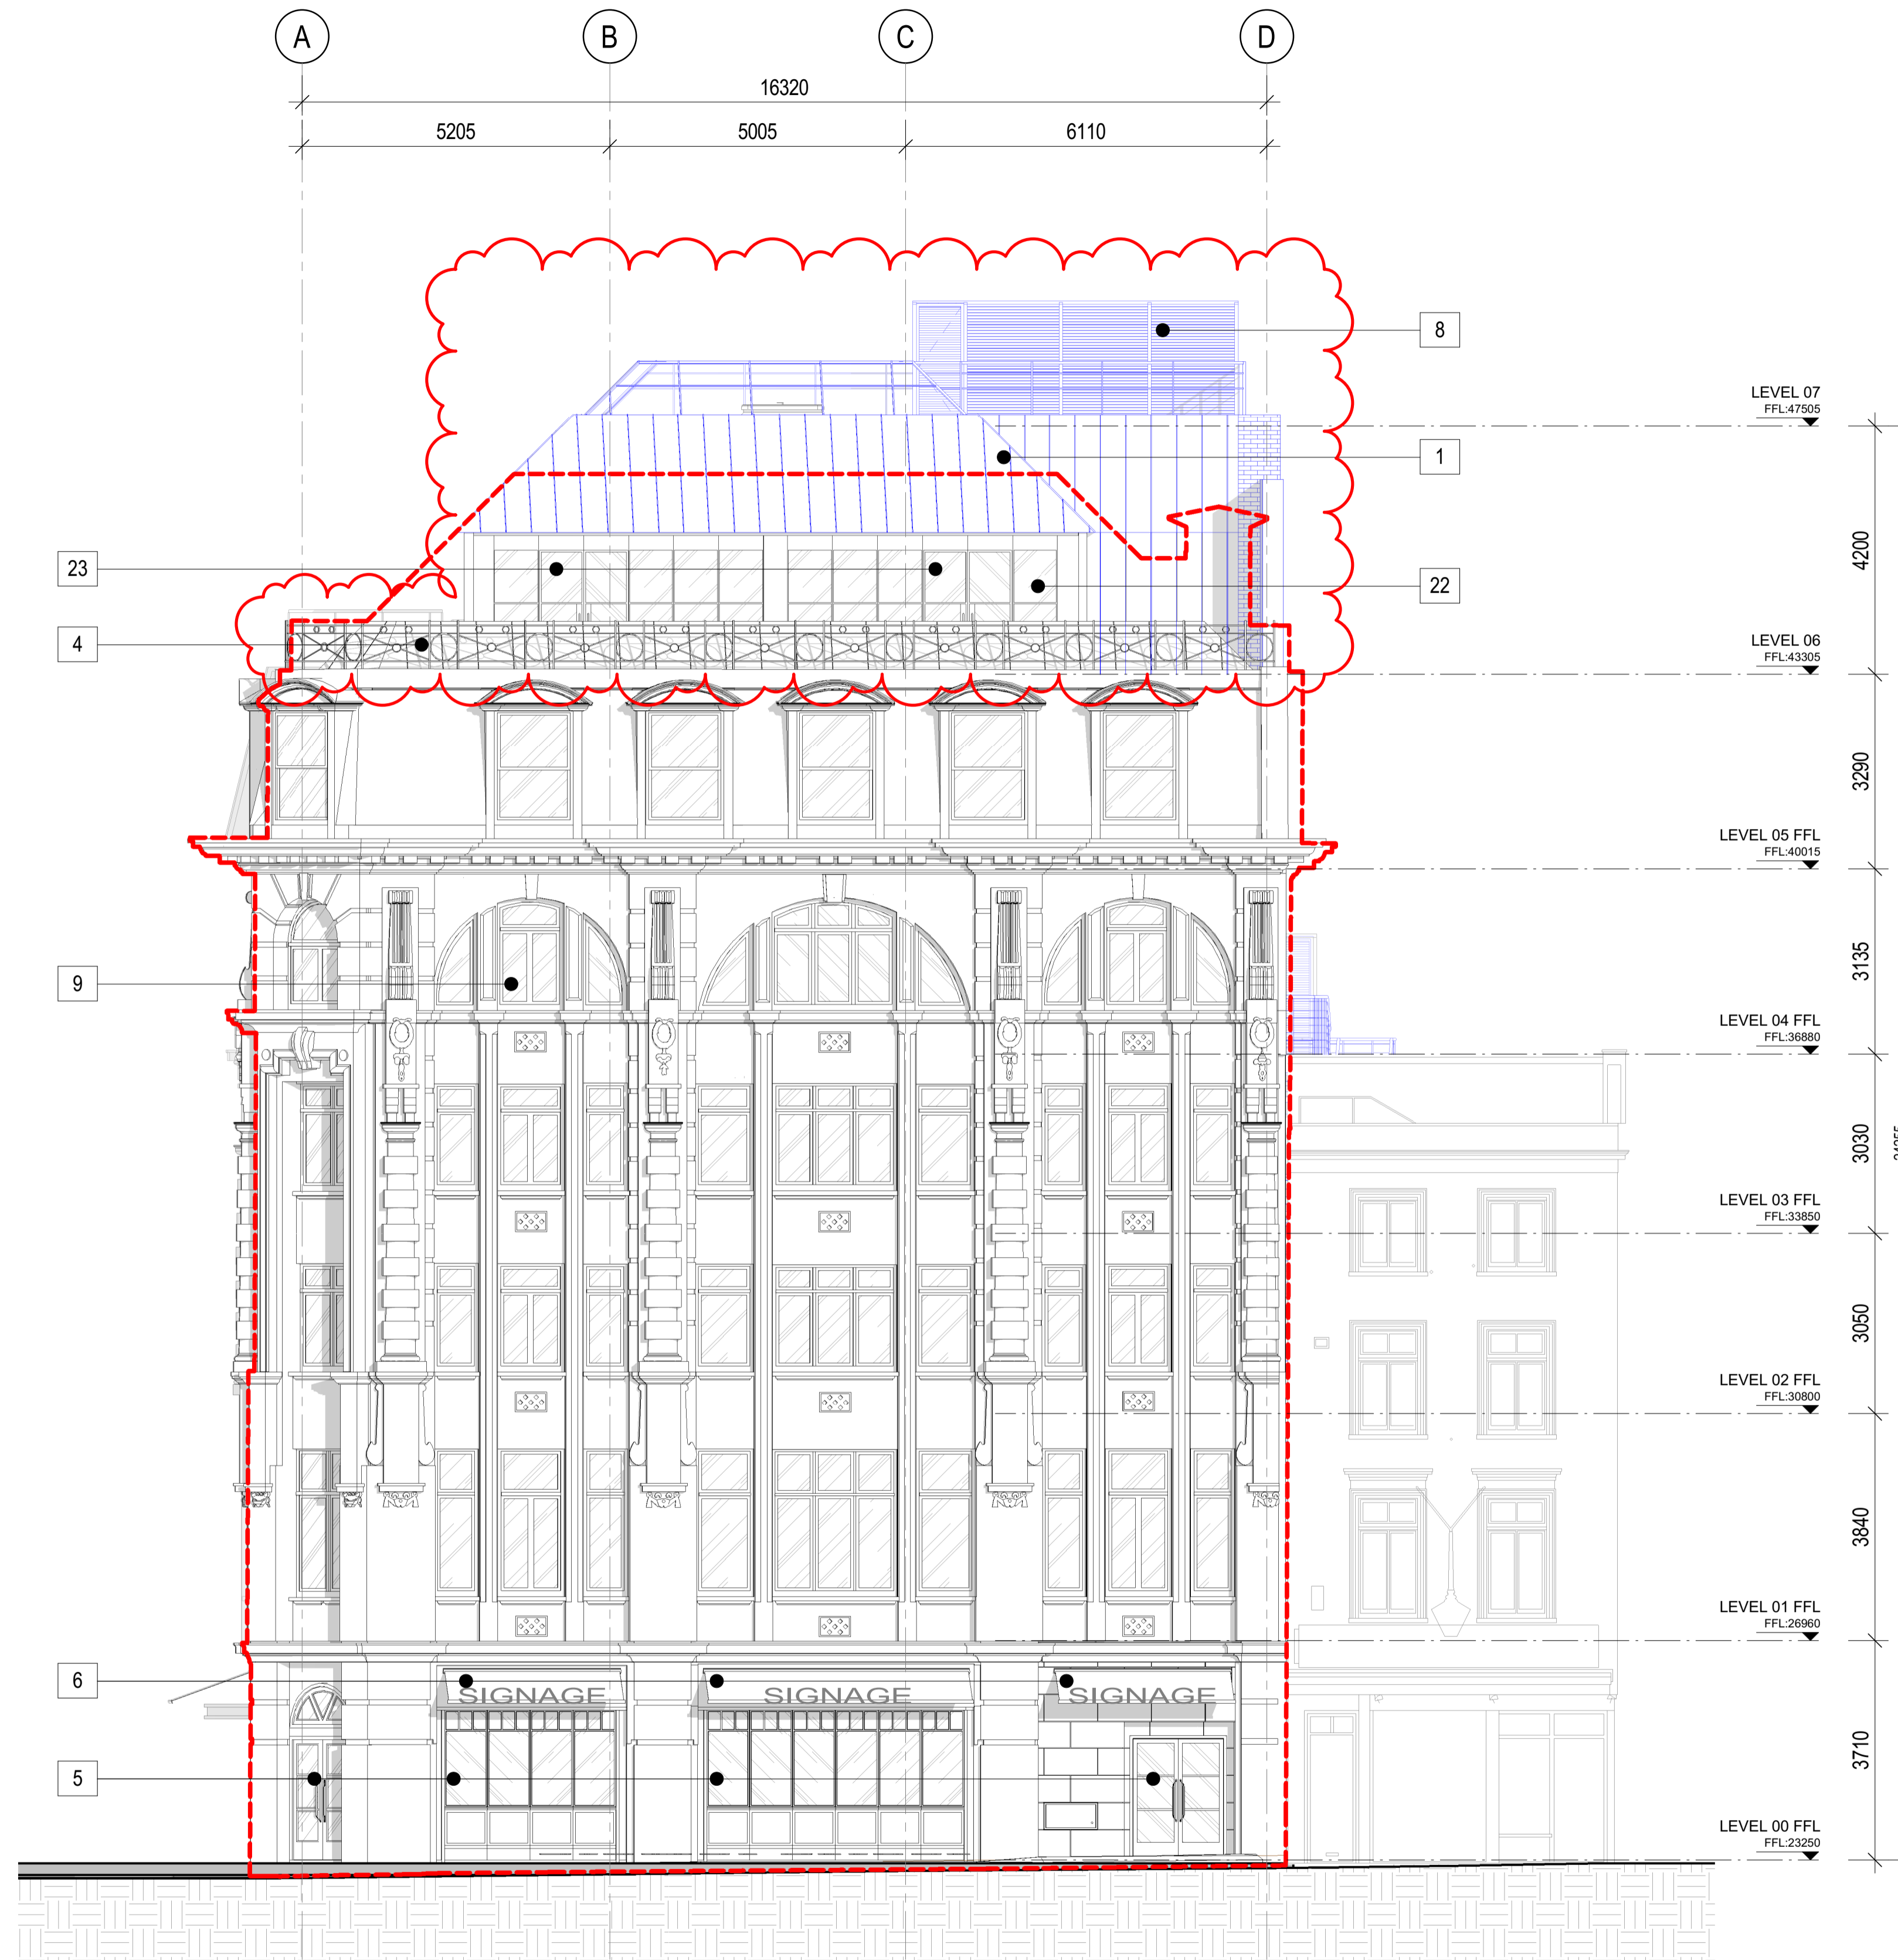 A B C D
16320
5205 5005 6110
8
LEVEL 07
FFL:47505
1
23
4200
22
4
LEVEL 06
FFL:43305
3290
LEVEL 05 FFL
FFL:40015
9
3135
LEVEL 04 FFL
FFL:36880
3030
LEVEL 03 FFL
FFL:33850
3050
LEVEL 02 FFL
FFL:30800
3840
LEVEL 01 FFL
FFL:26960
6
SIGNAGE SIGNAGE SIGNAGE
5
3710
LEVEL 00 FFL
FFL:23250